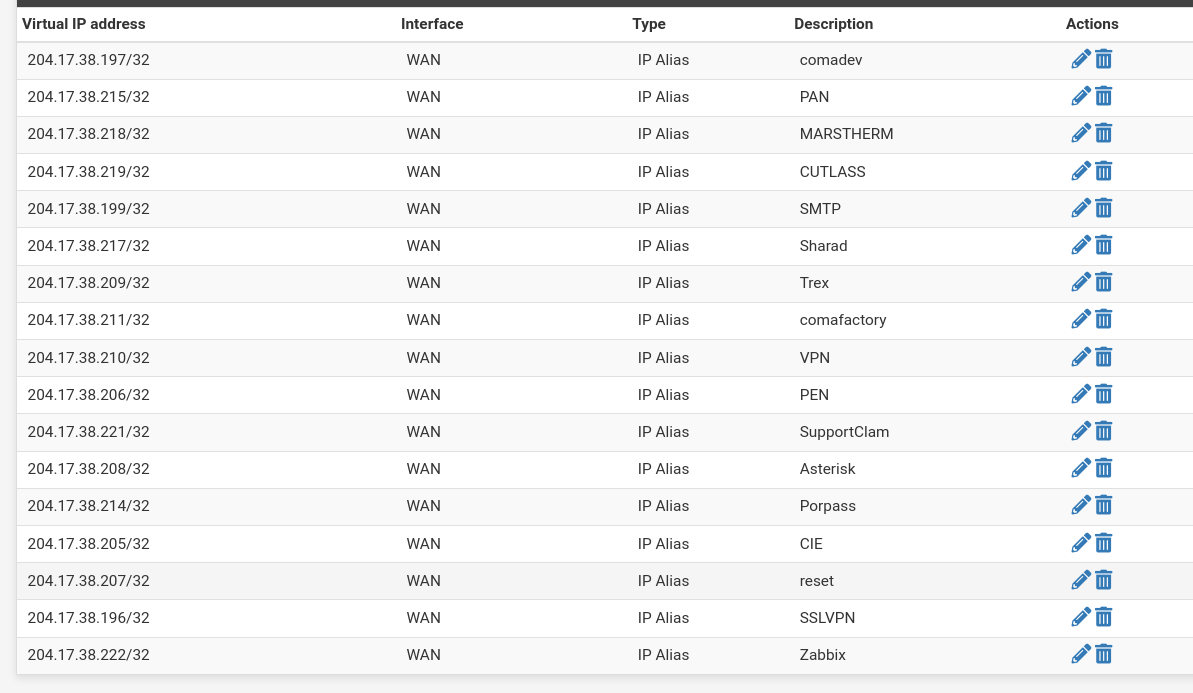 Virtual IP address Interface Type Description Actions
204.17.38.197/32 WAN IP Alias comadev
204.17.38.215/32 WAN IP Alias PAN
204.17.38.218/32 WAN IP Alias MARSTHERM
204.17.38.219/32 WAN IP Alias CUTLASS
204.17.38.199/32 WAN IP Alias SMTP
204.17.38.217/32 WAN IP Alias Sharad
204.17.38.209/32 WAN IP Alias Trex
204.17.38.211/32 WAN IP Alias comafactory
204.17.38.210/32 WAN IP Alias VPN
204.17.38.206/32 WAN IP Alias PEN
204.17.38.221/32 WAN IP Alias SupportClam
204.17.38.208/32 WAN IP Alias Asterisk
204.17.38.214/32 WAN IP Alias Porpass
204.17.38.205/32 WAN IP Alias CIE
204.17.38.207/32 WAN IP Alias reset
204.17.38.196/32 WAN IP Alias SSLVPN
204.17.38.222/32 WAN IP Alias Zabbix